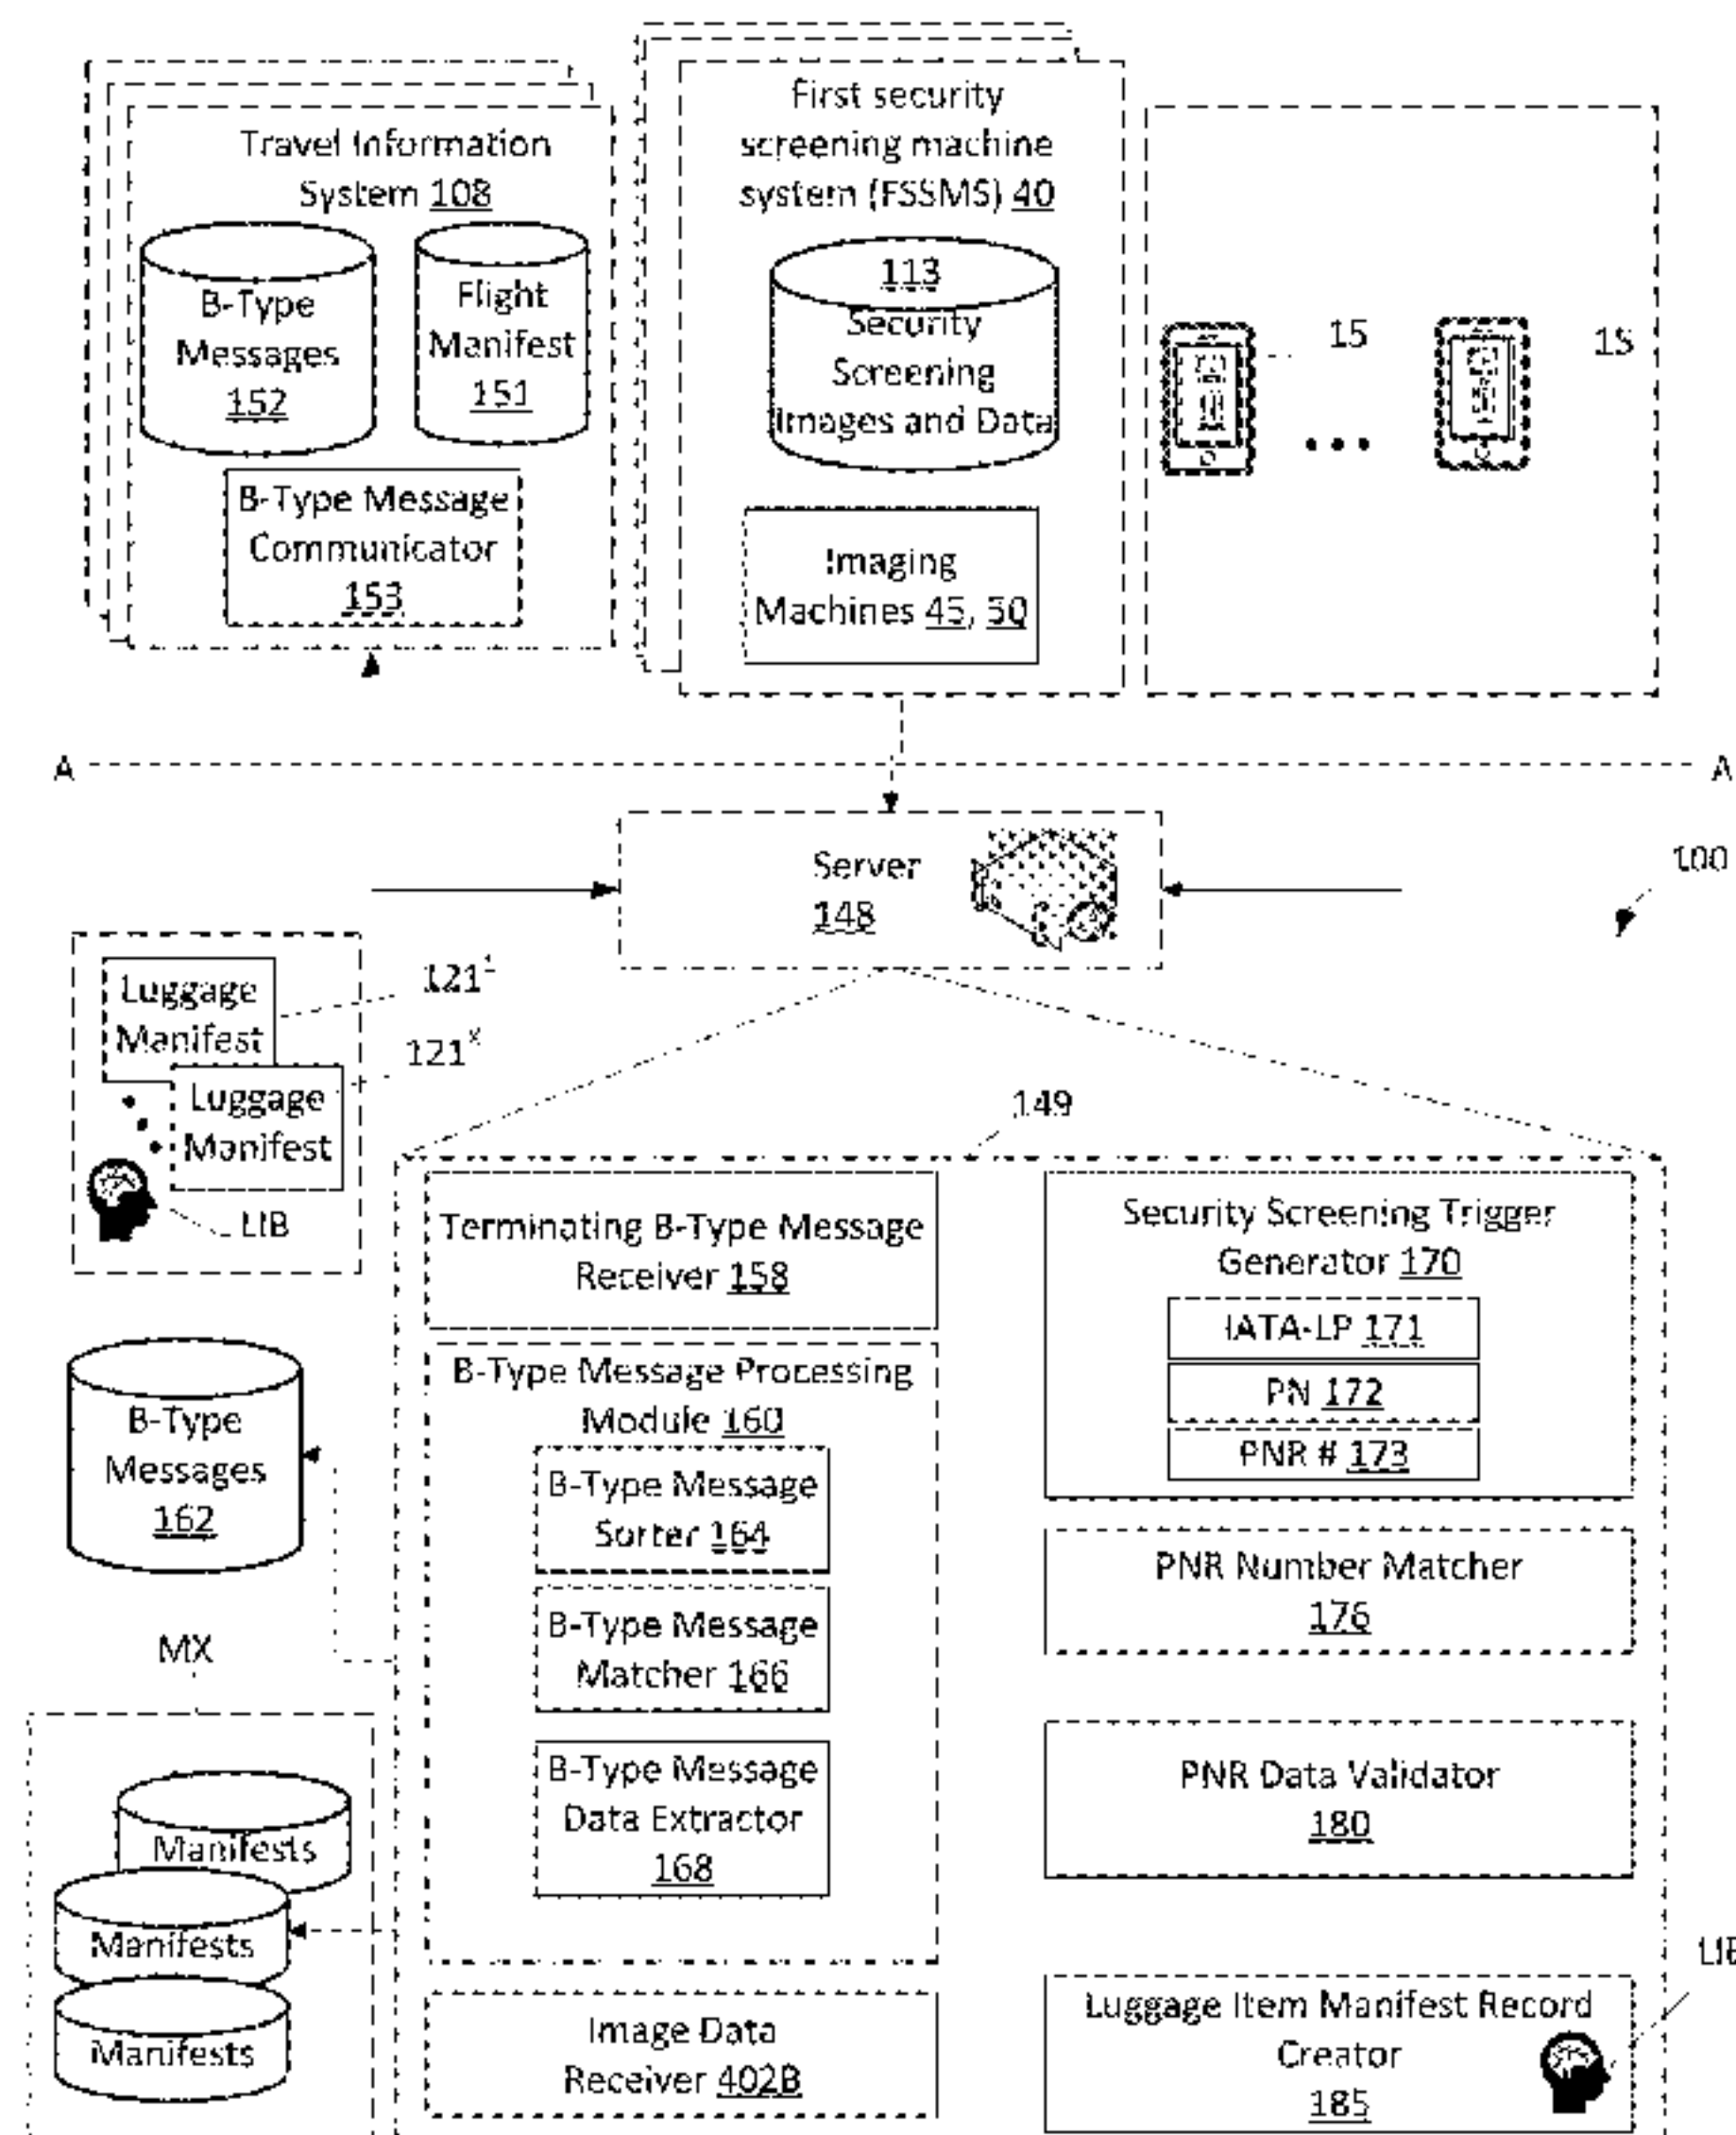 Travel Information
System 108
B-Type
Messages
152
Flight
Manifest
151
B-Type Message
Communicator
153
First security
screening machine
system (FSSMS) 40
113
Security
Screening
Images and Data
Imaging
Machines 45, 50
15
15
A
A
Server
148
100
Luggage
Manifest
121
Luggage
Manifest
121
LIB
149
Terminating B-Type Message
Receiver 158
B-Type Message Processing
Module 160
B-Type Message
Sorter 164
B-Type Message
Matcher 166
B-Type Message
Data Extractor
168
Image Data
Receiver 402B
Security Screening Trigger
Generator 170
IATA-LP 171
PN 172
PNR # 173
PNR Number Matcher
176
PNR Data Validator
180
Luggage Item Manifest Record
Creator
185
B-Type
Messages
162
MX
Manifests
Manifests
Manifests